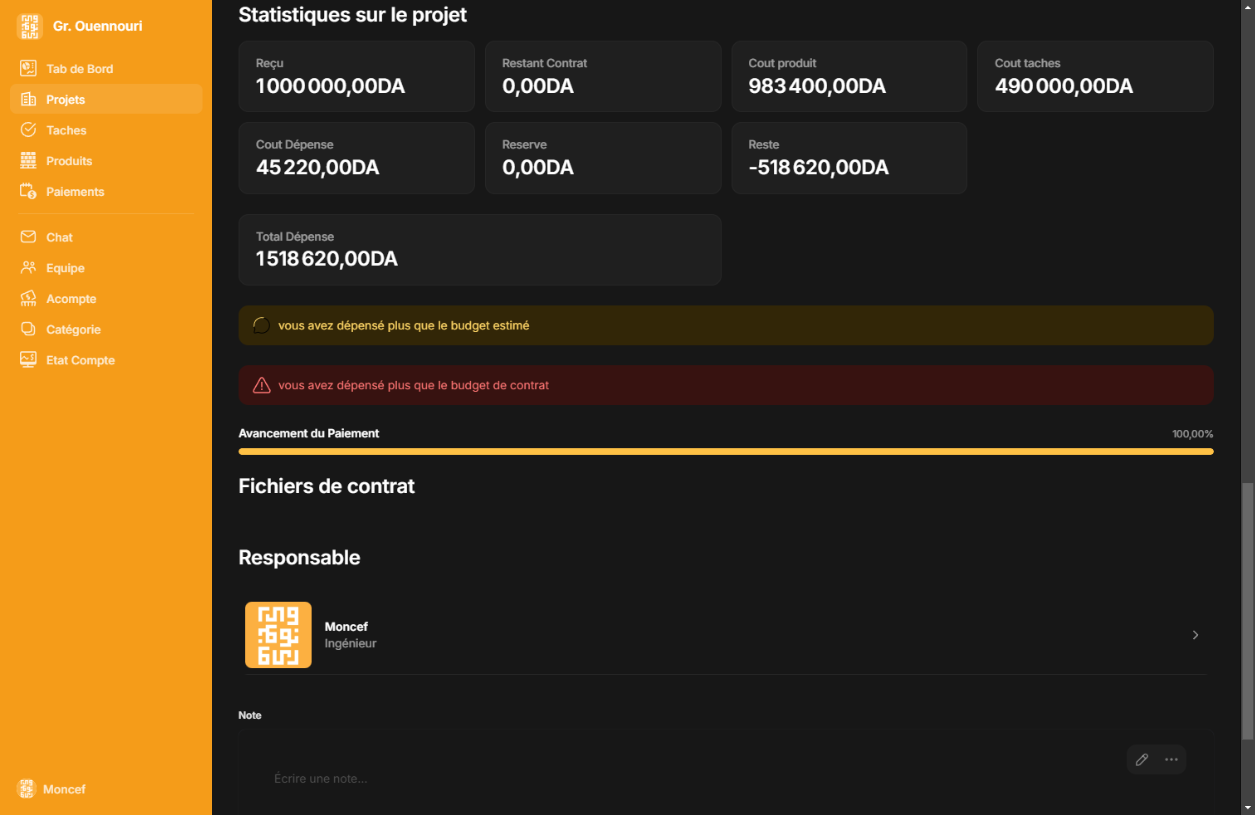 Gr. Ouennouri
Tab de Bord
Projets
Taches
Produits
Paiements
Chat
Equipe
Acompte
Catégorie
Etat Compte
Moncef
Statistiques sur le projet
Reçu
1 000 000,00DA
Restant Contrat
0,00DA
Cout produit
983 400,00DA
Cout taches
490 000,00DA
Cout Dépense
45 220,00DA
Reserve
0,00DA
Reste
-518 620,00DA
Total Dépense
1 518 620,00DA
vous avez dépensé plus que le budget estimé
vous avez dépensé plus que le budget de contrat
Avancement du Paiement
100,00%
Fichiers de contrat
Responsable
Moncef
Ingénieur
Note
Écrire une note...